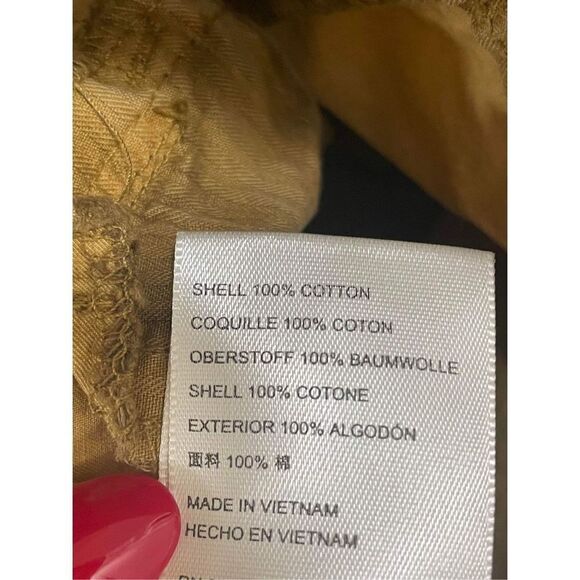 SHELL 100% COTTON
COQUILLE 100% COTON
OBERSTOFF 100% BAUMWOLLE
SHELL 100% COTONE
EXTERIOR 100% ALGODÓN
面料 100% 棉
MADE IN VIETNAM
HECHO EN VIETNAM